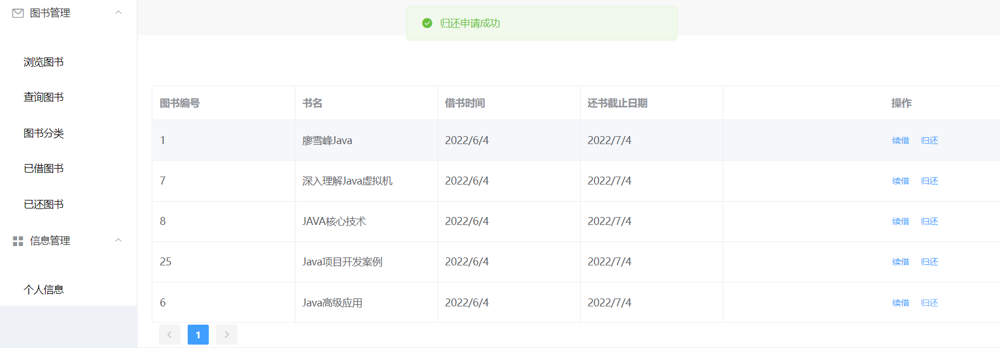 图书管理
归还申请成功
浏览图书
查询图书
图书分类
已借图书
已还图书
信息管理
个人信息
图书编号 书名 借书时间 还书截止日期 操作
1 廖雪峰Java 2022/6/4 2022/7/4 续借 归还
7 深入理解Java虚拟机 2022/6/4 2022/7/4 续借 归还
8 JAVA核心技术 2022/6/4 2022/7/4 续借 归还
25 Java项目开发案例 2022/6/4 2022/7/4 续借 归还
6 Java高级应用 2022/6/4 2022/7/4 续借 归还
1